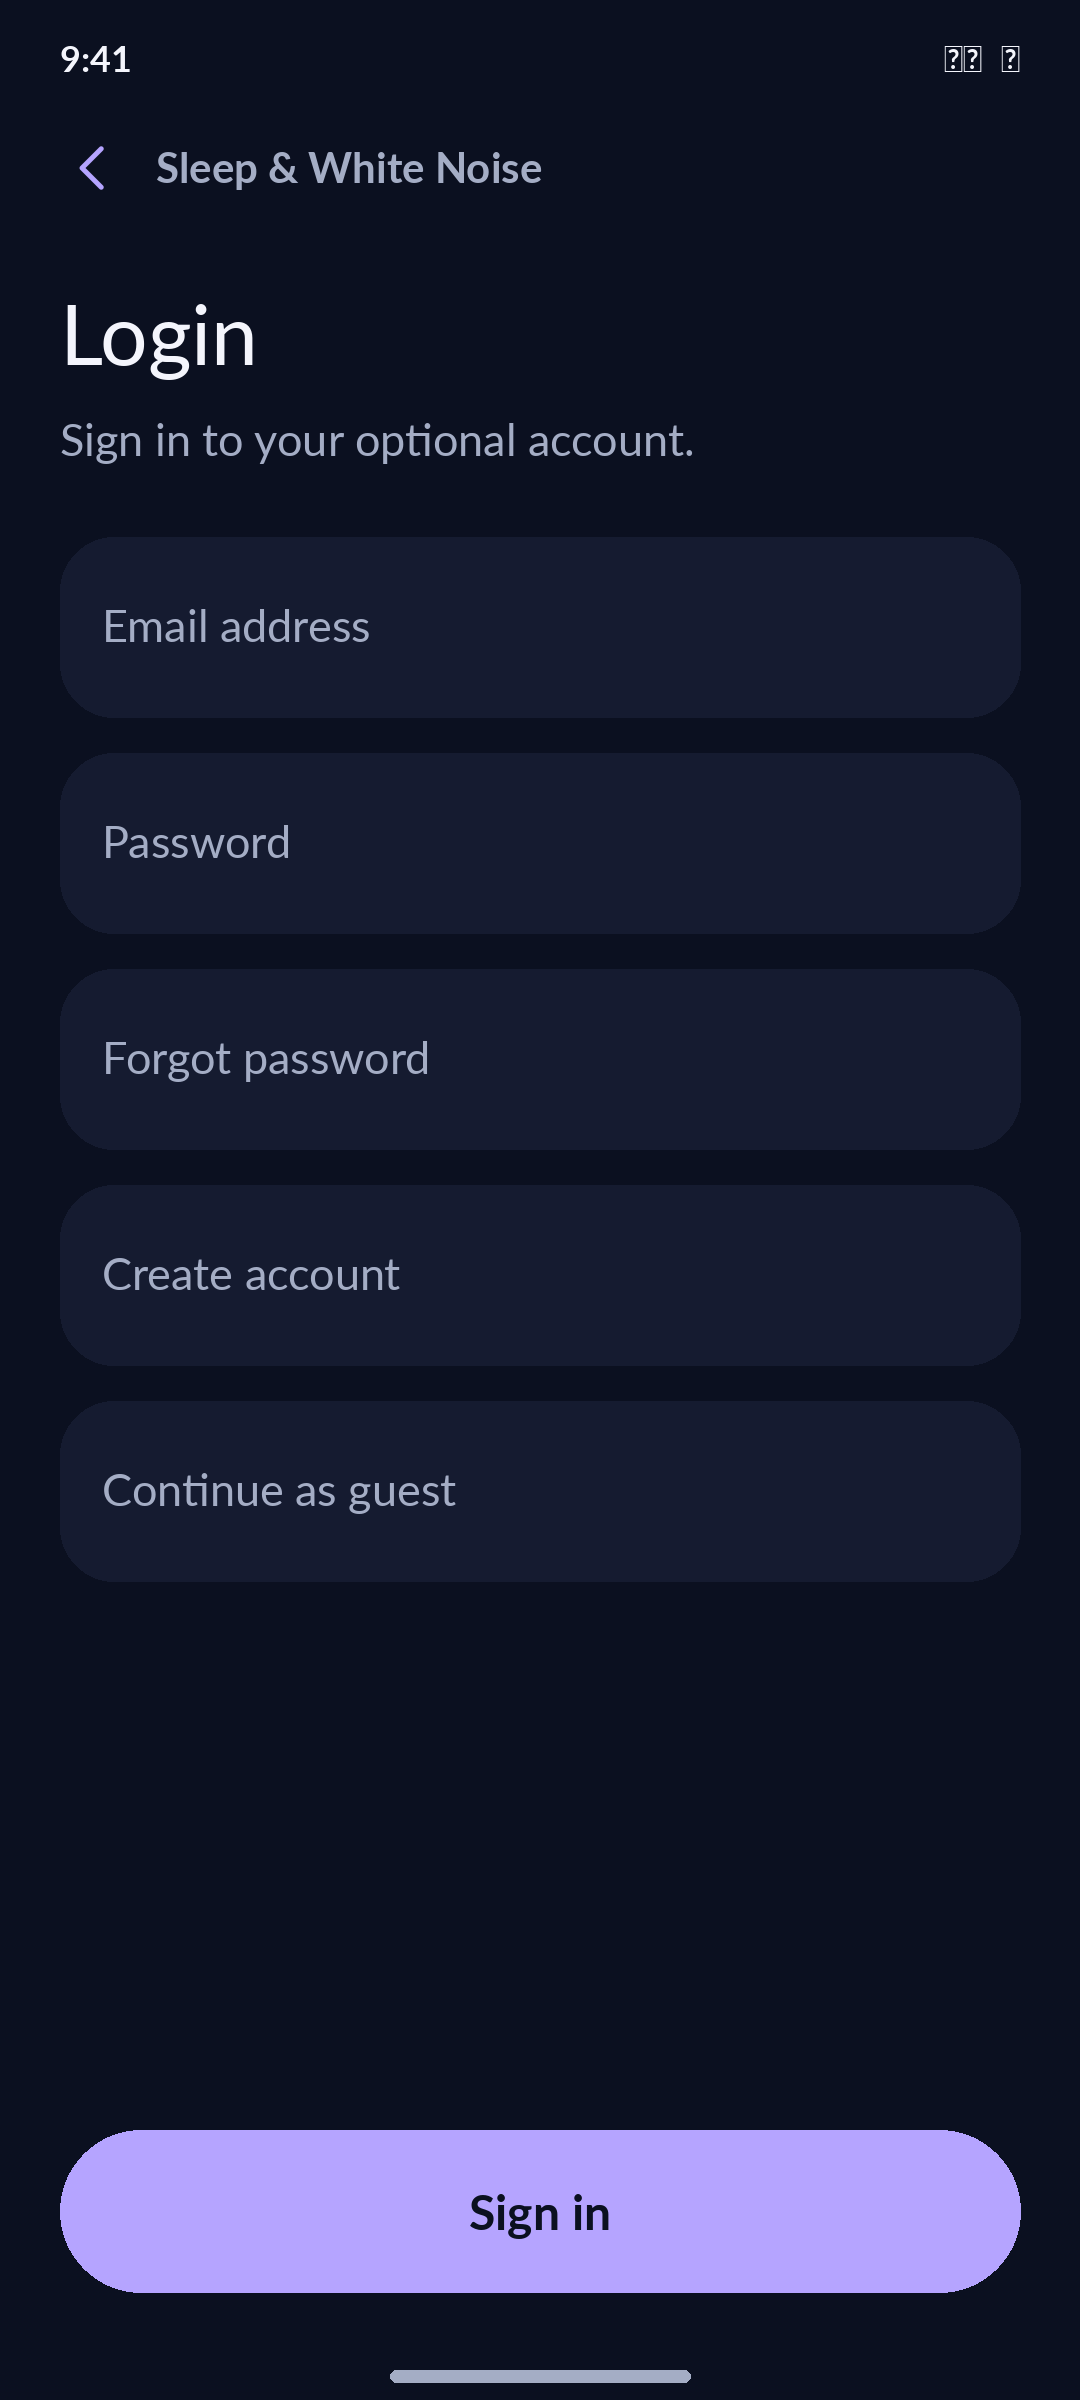 9:41
Sleep & White Noise
Login
Sign in to your optional account.
Email address
Password
Forgot password
Create account
Continue as guest
Sign in